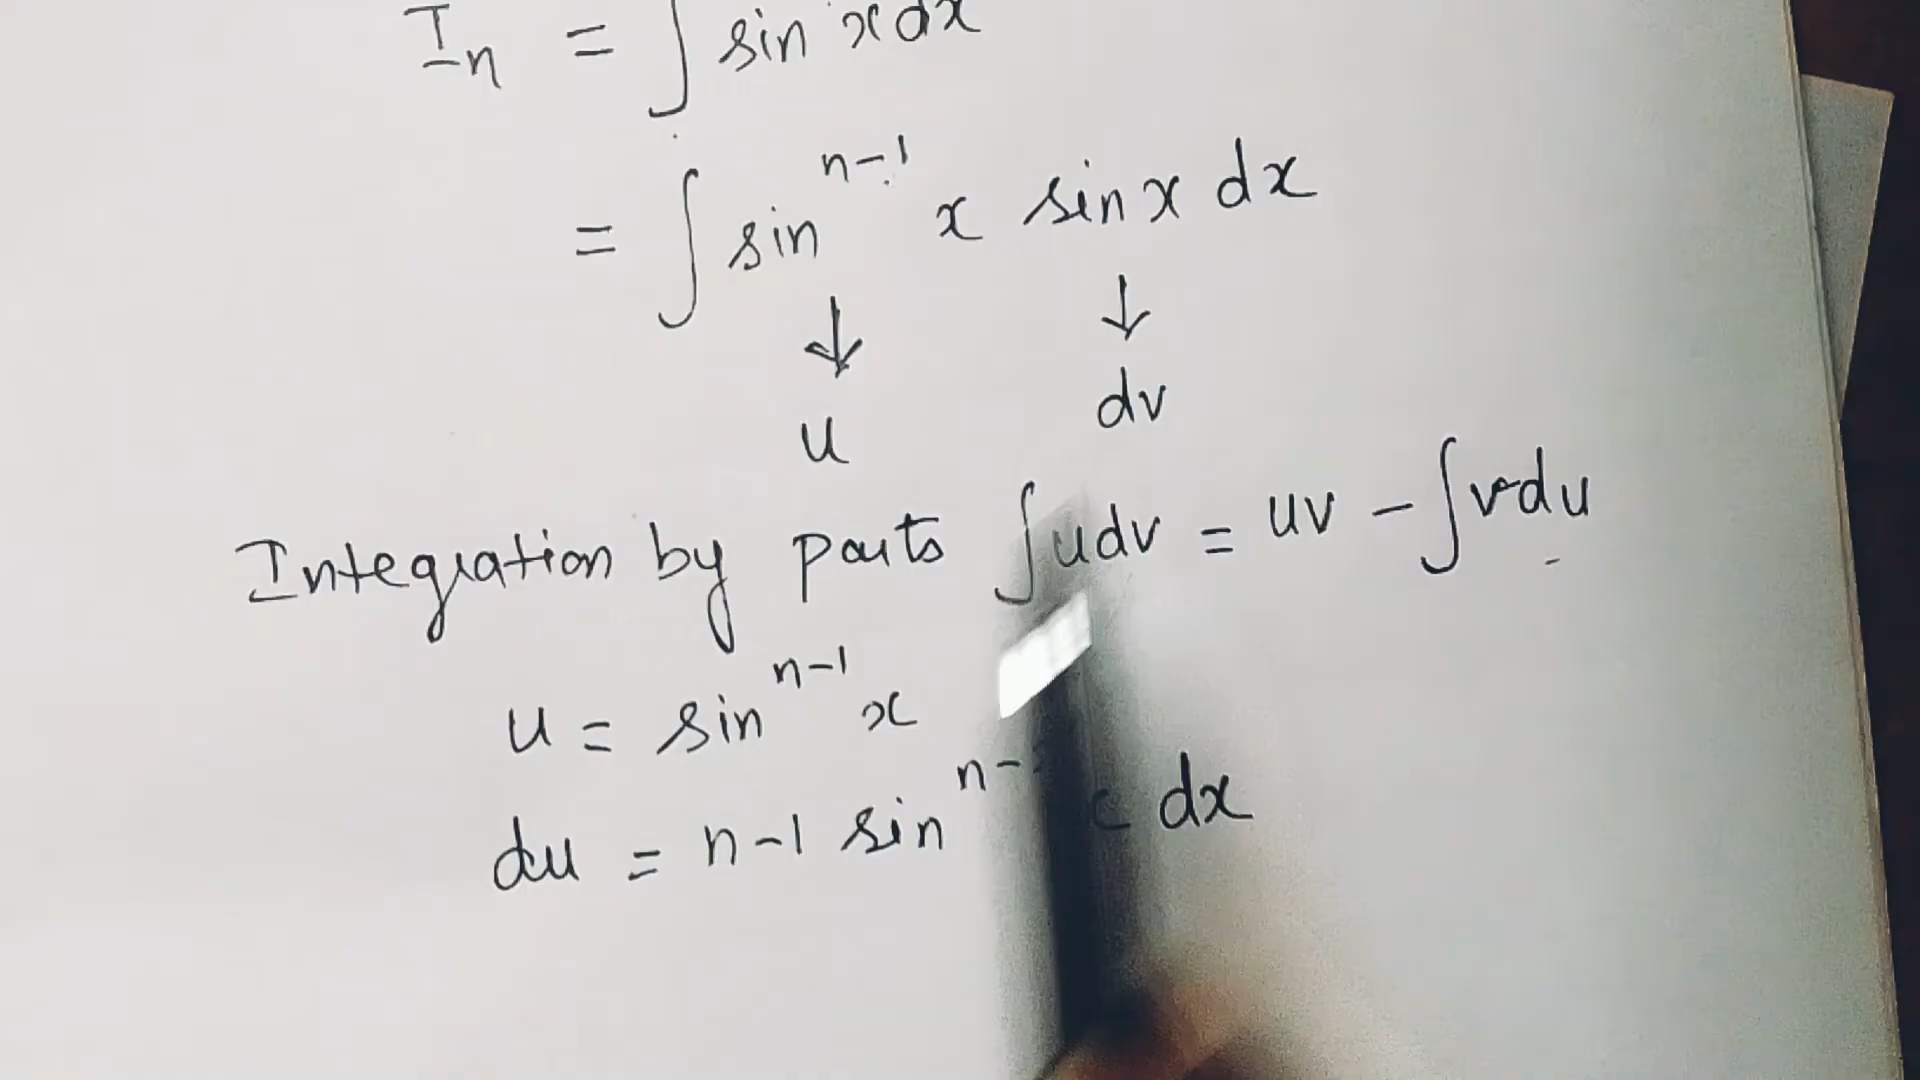 I_n = ∫ sin x dx
= ∫ sin^{n-1} x sin x dx
↓ ↓
u dv
Integration by parts ∫udv = uv - ∫vdu
u = sin^{n-1} x
du = n-1 sin^{n-} dx